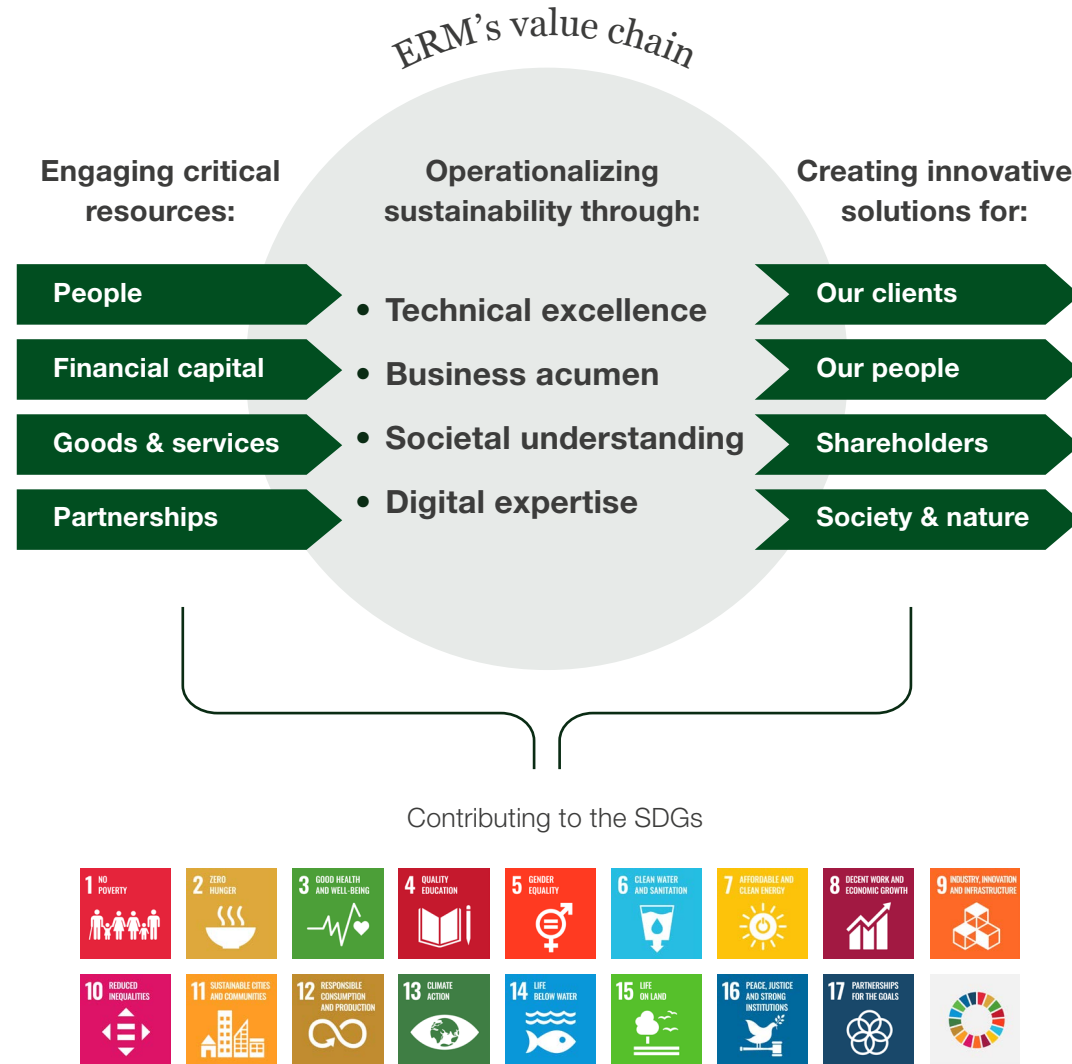 ERM's value chain
Engaging critical
resources:
People
Financial capital
Goods & services
Partnerships
Operationalizing
sustainability through:
• Technical excellence
• Business acumen
• Societal understanding
• Digital expertise
Creating innovative
solutions for:
Our clients
Our people
Shareholders
Society & nature
Contributing to the SDGs
1 NO
POVERTY
2 ZERO
HUNGER
3 GOOD HEALTH
AND WELL-BEING
4 QUALITY
EDUCATION
5 GENDER
EQUALITY
6 CLEAN WATER
AND SANITATION
7 AFFORDABLE AND
CLEAN ENERGY
8 DECENT WORK AND
ECONOMIC GROWTH
9 INDUSTRY, INNOVATION
AND INFRASTRUCTURE
10 REDUCED
INEQUALITIES
11 SUSTAINABLE CITIES
AND COMMUNITIES
12 RESPONSIBLE
CONSUMPTION
AND PRODUCTION
13 CLIMATE
ACTION
14 LIFE
BELOW WATER
15 LIFE
ON LAND
16 PEACE, JUSTICE
AND STRONG
INSTITUTIONS
17 PARTNERSHIPS
FOR THE GOALS